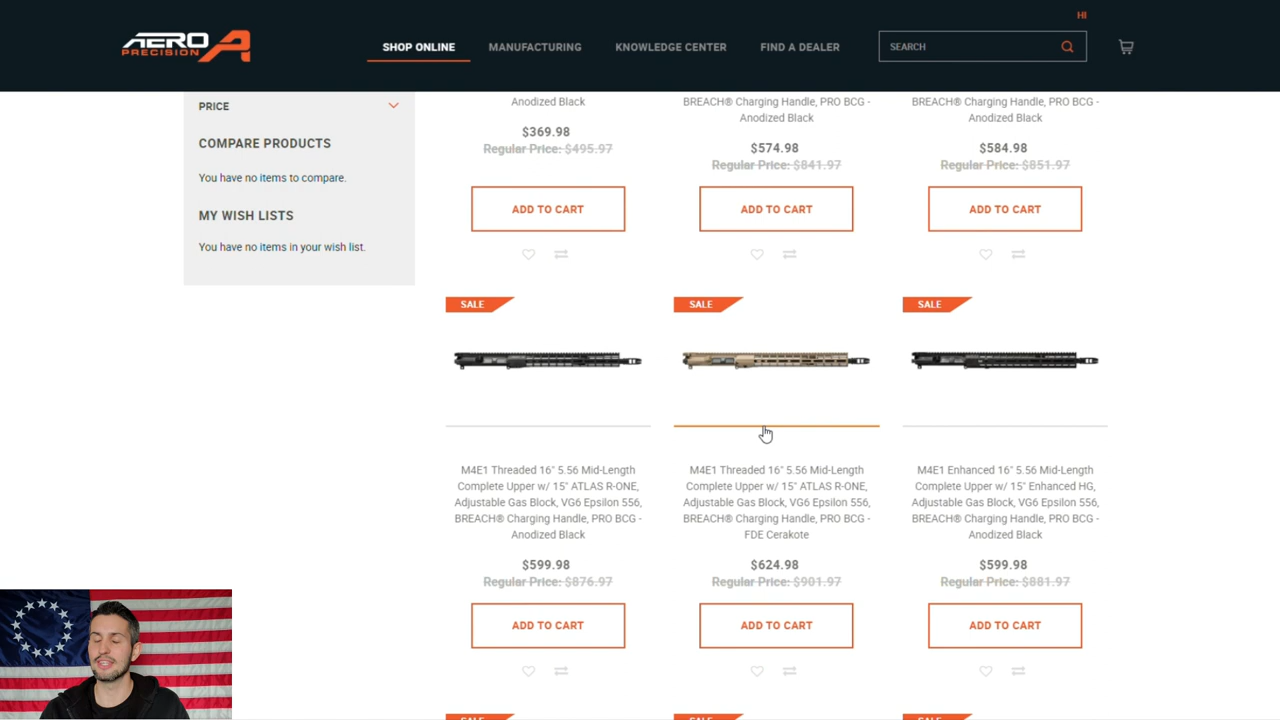 HI
AERO
PRECISION
SHOP ONLINE
MANUFACTURING
KNOWLEDGE CENTER
FIND A DEALER
SEARCH
PRICE
COMPARE PRODUCTS
You have no items to compare.
MY WISH LISTS
You have no items in your wish list.
Anodized Black
$369.98
Regular Price: $495.97
ADD TO CART
BREACH® Charging Handle, PRO BCG -
Anodized Black
$574.98
Regular Price: $841.97
ADD TO CART
BREACH® Charging Handle, PRO BCG -
Anodized Black
$584.98
Regular Price: $851.97
ADD TO CART
SALE
M4E1 Threaded 16" 5.56 Mid-Length
Complete Upper w/ 15" ATLAS R-ONE,
Adjustable Gas Block, VG6 Epsilon 556,
BREACH® Charging Handle, PRO BCG -
Anodized Black
$599.98
Regular Price: $876.97
ADD TO CART
SALE
M4E1 Threaded 16" 5.56 Mid-Length
Complete Upper w/ 15" ATLAS R-ONE,
Adjustable Gas Block, VG6 Epsilon 556,
BREACH® Charging Handle, PRO BCG -
FDE Cerakote
$624.98
Regular Price: $901.97
ADD TO CART
SALE
M4E1 Enhanced 16" 5.56 Mid-Length
Complete Upper w/ 15" Enhanced HG,
Adjustable Gas Block, VG6 Epsilon 556,
BREACH® Charging Handle, PRO BCG -
Anodized Black
$599.98
Regular Price: $881.97
ADD TO CART
SALE
SALE
SALE